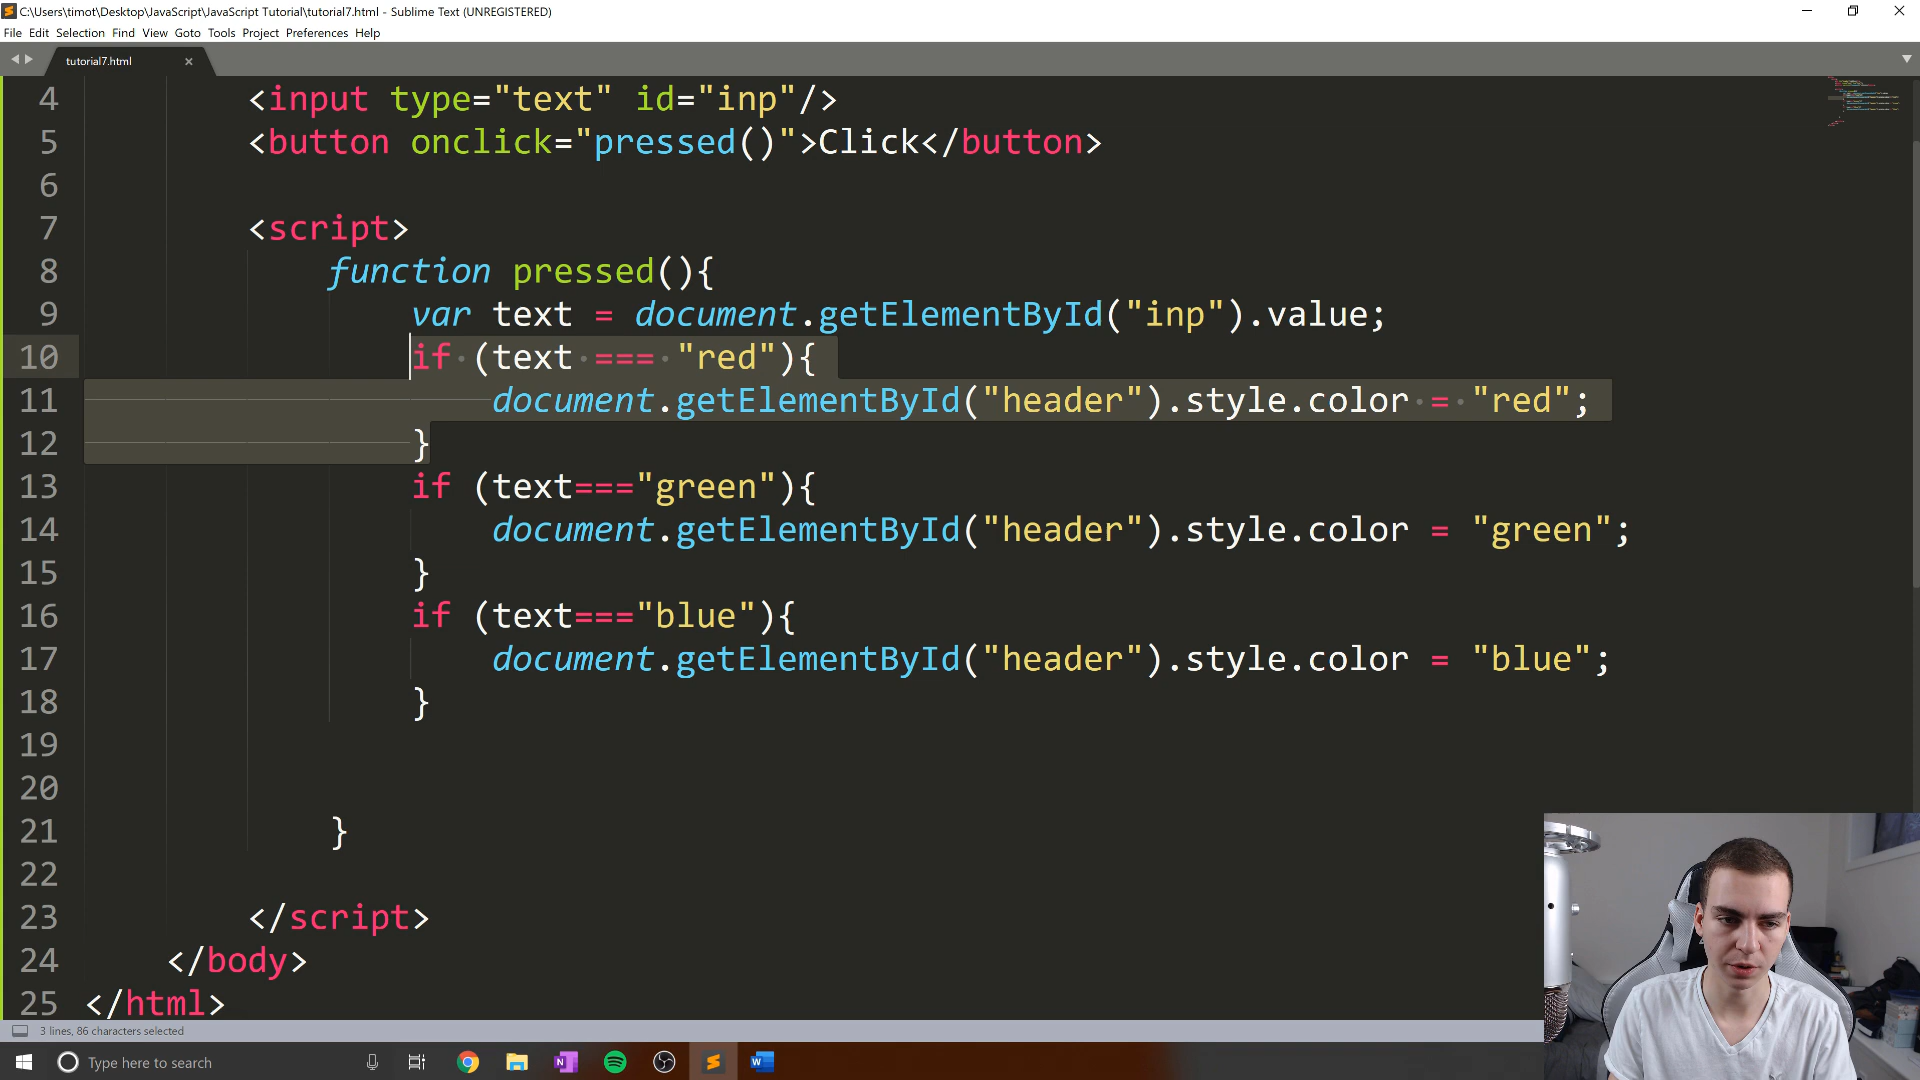 C:\Users\timot\Desktop\JavaScript\JavaScript Tutorial\tutorial7.html - Sublime Text (UNREGISTERED)
File Edit Selection Find View Goto Tools Project Preferences Help
tutorial7.html
4 <input type="text" id="inp"/>
5 <button onclick="pressed()">Click</button>
6
7 <script>
8 function pressed(){
9 var text = document.getElementById("inp").value;
10 if (text === "red"){
11 document.getElementById("header").style.color = "red";
12 }
13 if (text==="green"){
14 document.getElementById("header").style.color = "green";
15 }
16 if (text==="blue"){
17 document.getElementById("header").style.color = "blue";
18 }
19
20
21 }
22
23 </script>
24 </body>
25 </html>
3 lines, 86 characters selected
Type here to search